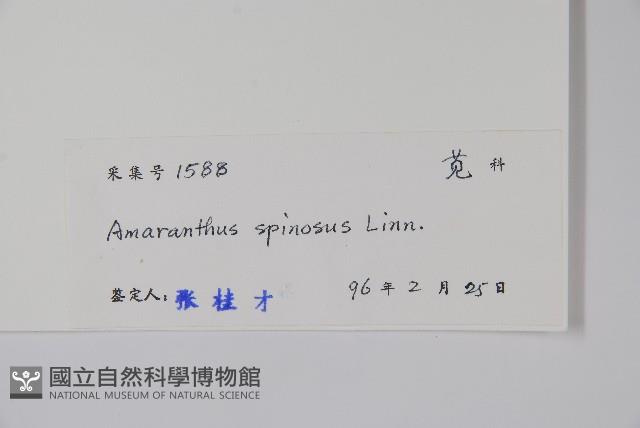 采集号 1588 苋 科
Amaranthus spinosus Linn.
鉴定人: 张桂才 96 年 2 月 25 日
國立自然科學博物館
NATIONAL MUSEUM OF NATURAL SCIENCE